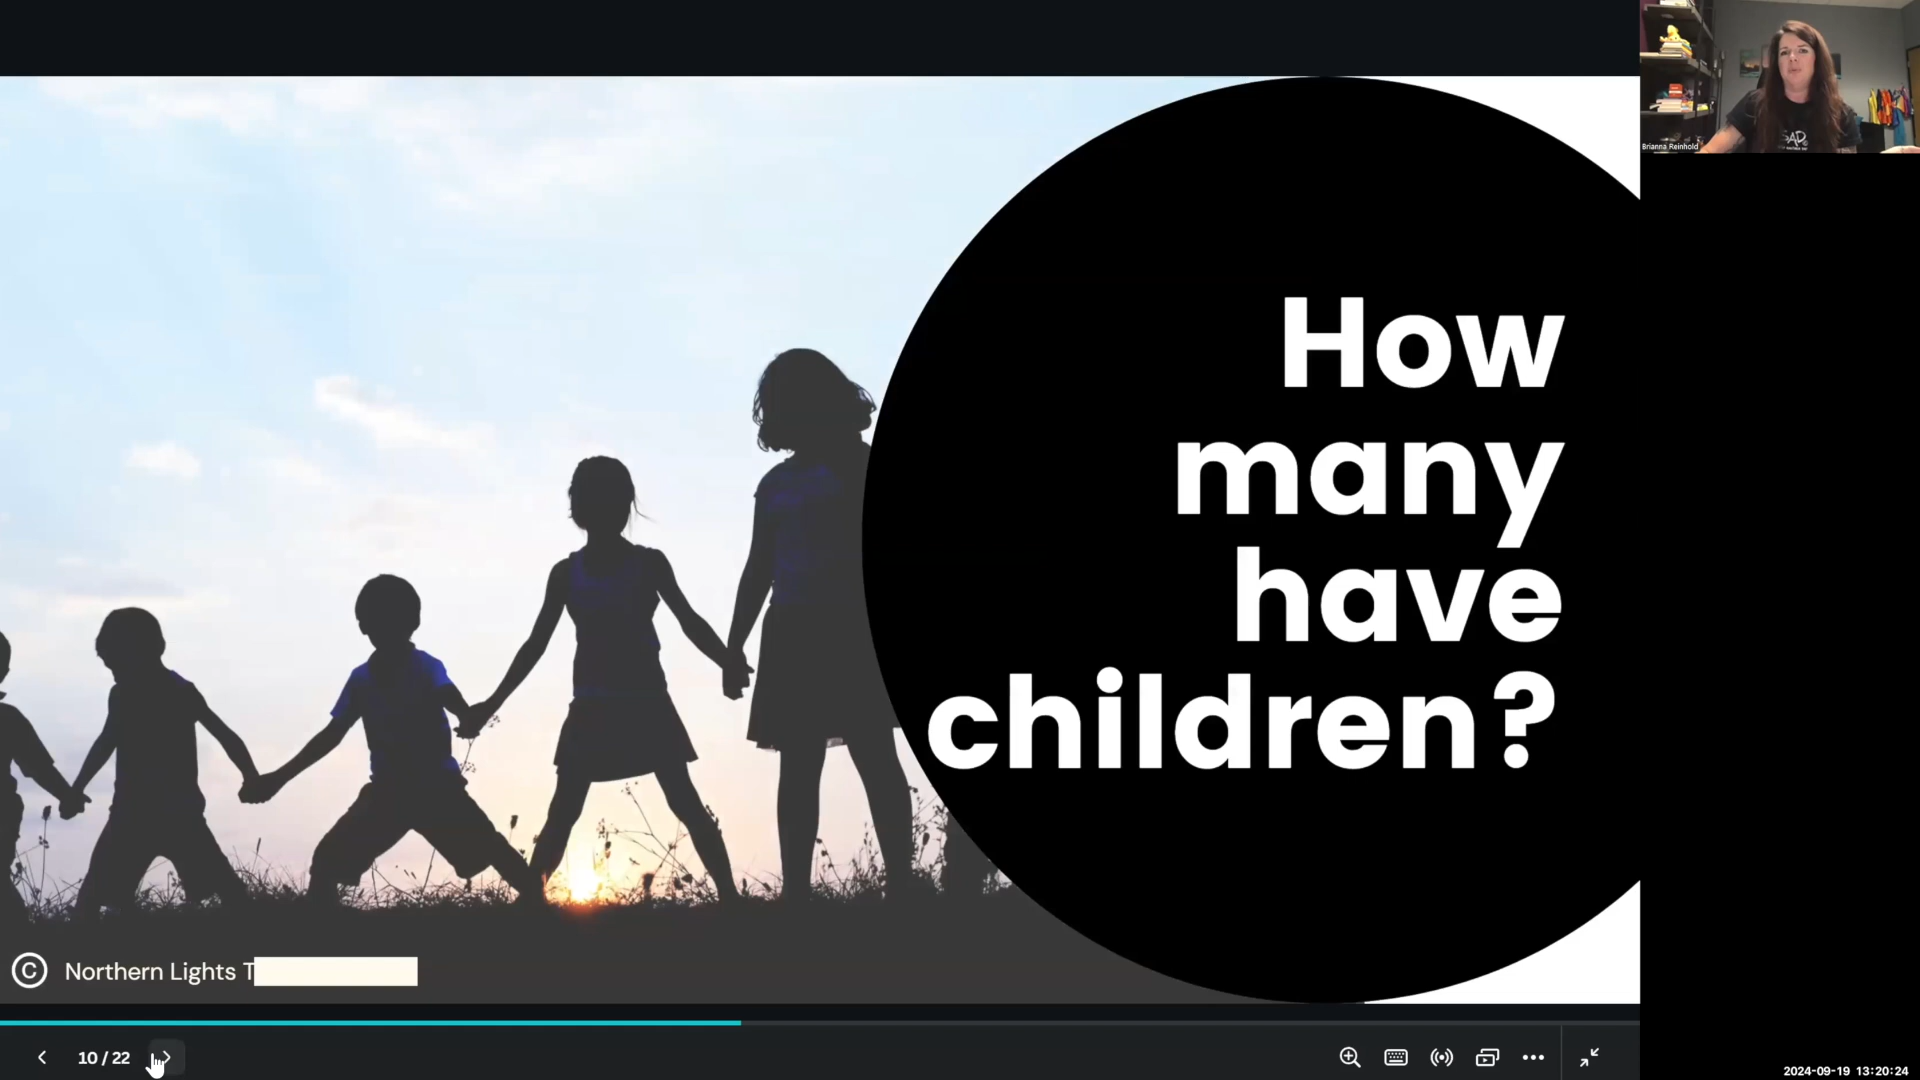 How
many
have
children?
© Northern Lights T
10 / 22
Brianna Reinhold
2024-09-19 13:20:24